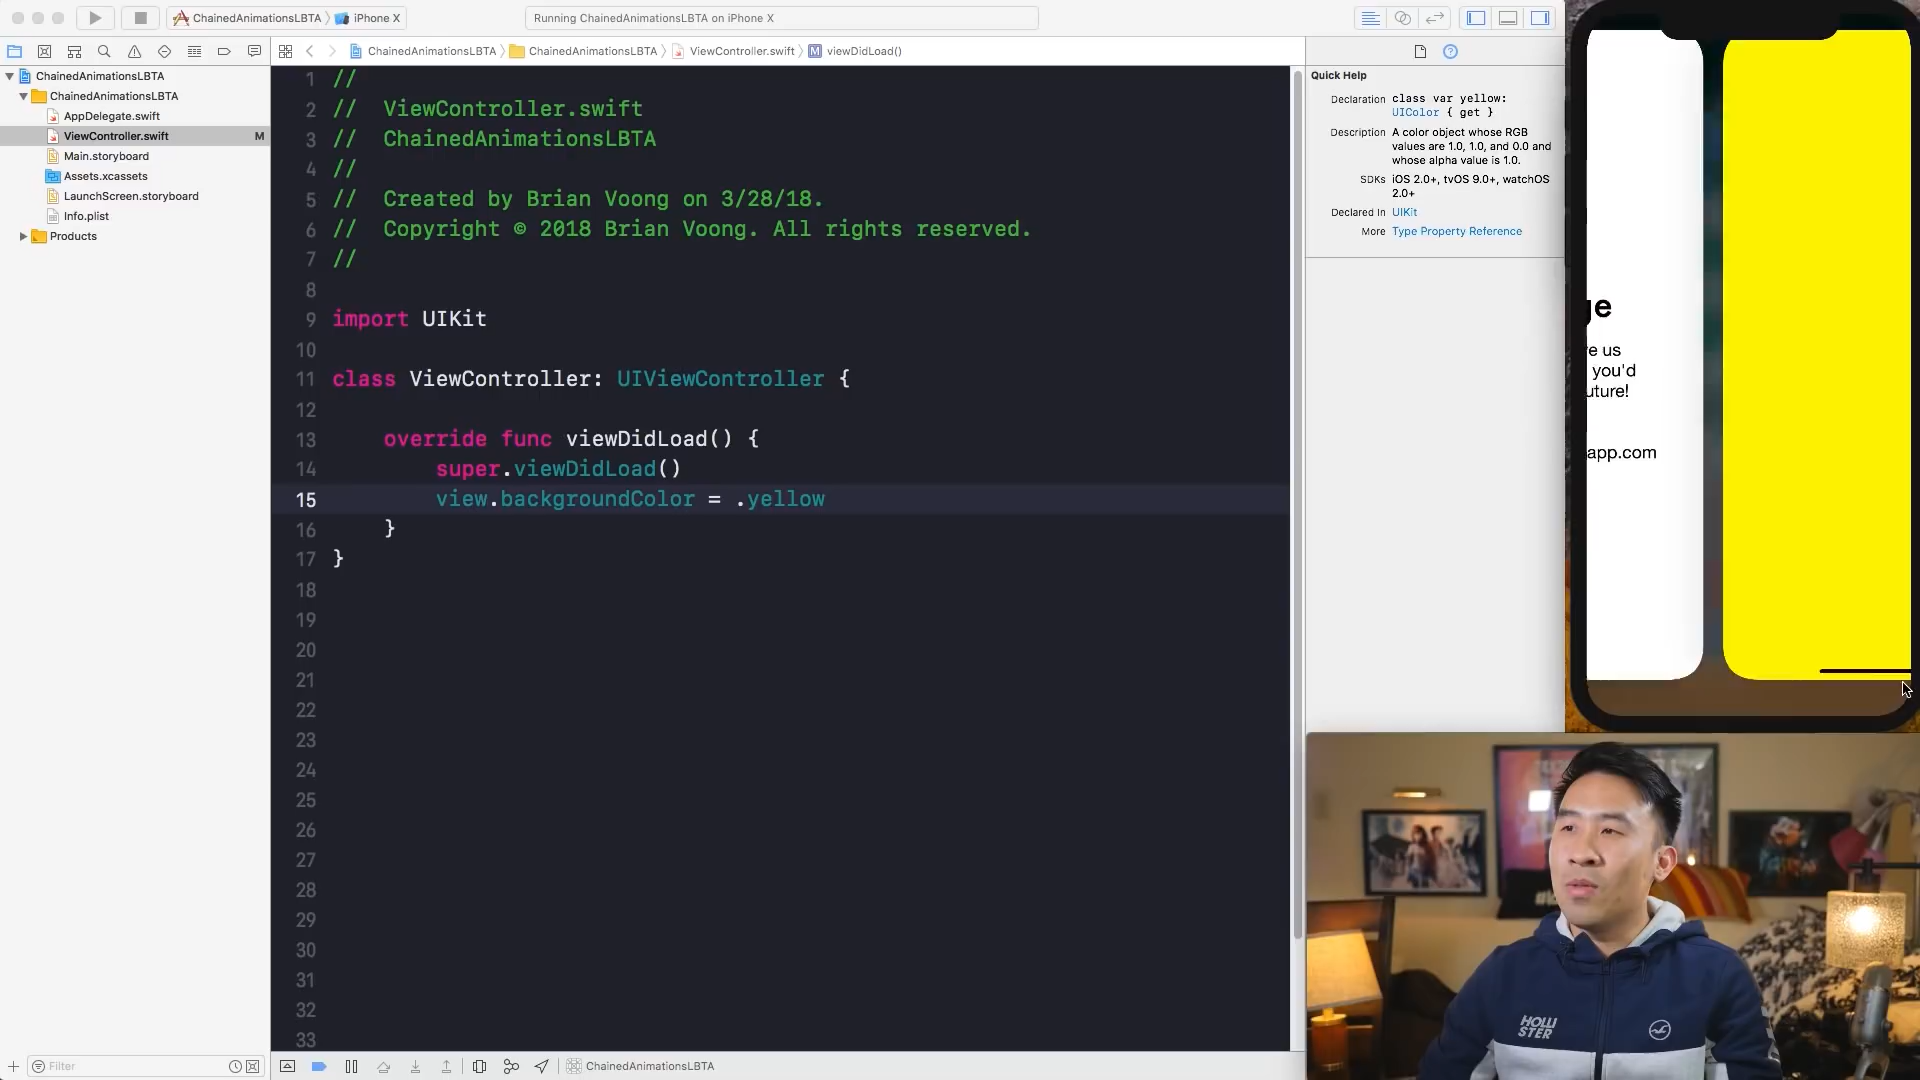 ChainedAnimationsLBTA
iPhone X
Running ChainedAnimationsLBTA on iPhone X
ChainedAnimationsLBTA
ChainedAnimationsLBTA
ViewController.swift
M
viewDidLoad()
ChainedAnimationsLBTA
ChainedAnimationsLBTA
AppDelegate.swift
ViewController.swift
M
Main.storyboard
Assets.xcassets
LaunchScreen.storyboard
Info.plist
Products
1 //
2 // ViewController.swift
3 // ChainedAnimationsLBTA
4 //
5 // Created by Brian Voong on 3/28/18.
6 // Copyright © 2018 Brian Voong. All rights reserved.
7 //
8
9 import UIKit
10
11 class ViewController: UIViewController {
12
13 override func viewDidLoad() {
14 super.viewDidLoad()
15 view.backgroundColor = .yellow
16 }
17 }
18
19
20
21
22
23
24
25
26
27
28
29
30
31
32
33
Quick Help
Declaration class var yellow:
UIColor { get }
Description A color object whose RGB
values are 1.0, 1.0, and 0.0 and
whose alpha value is 1.0.
SDKs iOS 2.0+, tvOS 9.0+, watchOS
2.0+
Declared In UIKit
More Type Property Reference
ge
re us
you'd
uture!
app.com
HOLLISTER
Filter
ChainedAnimationsLBTA